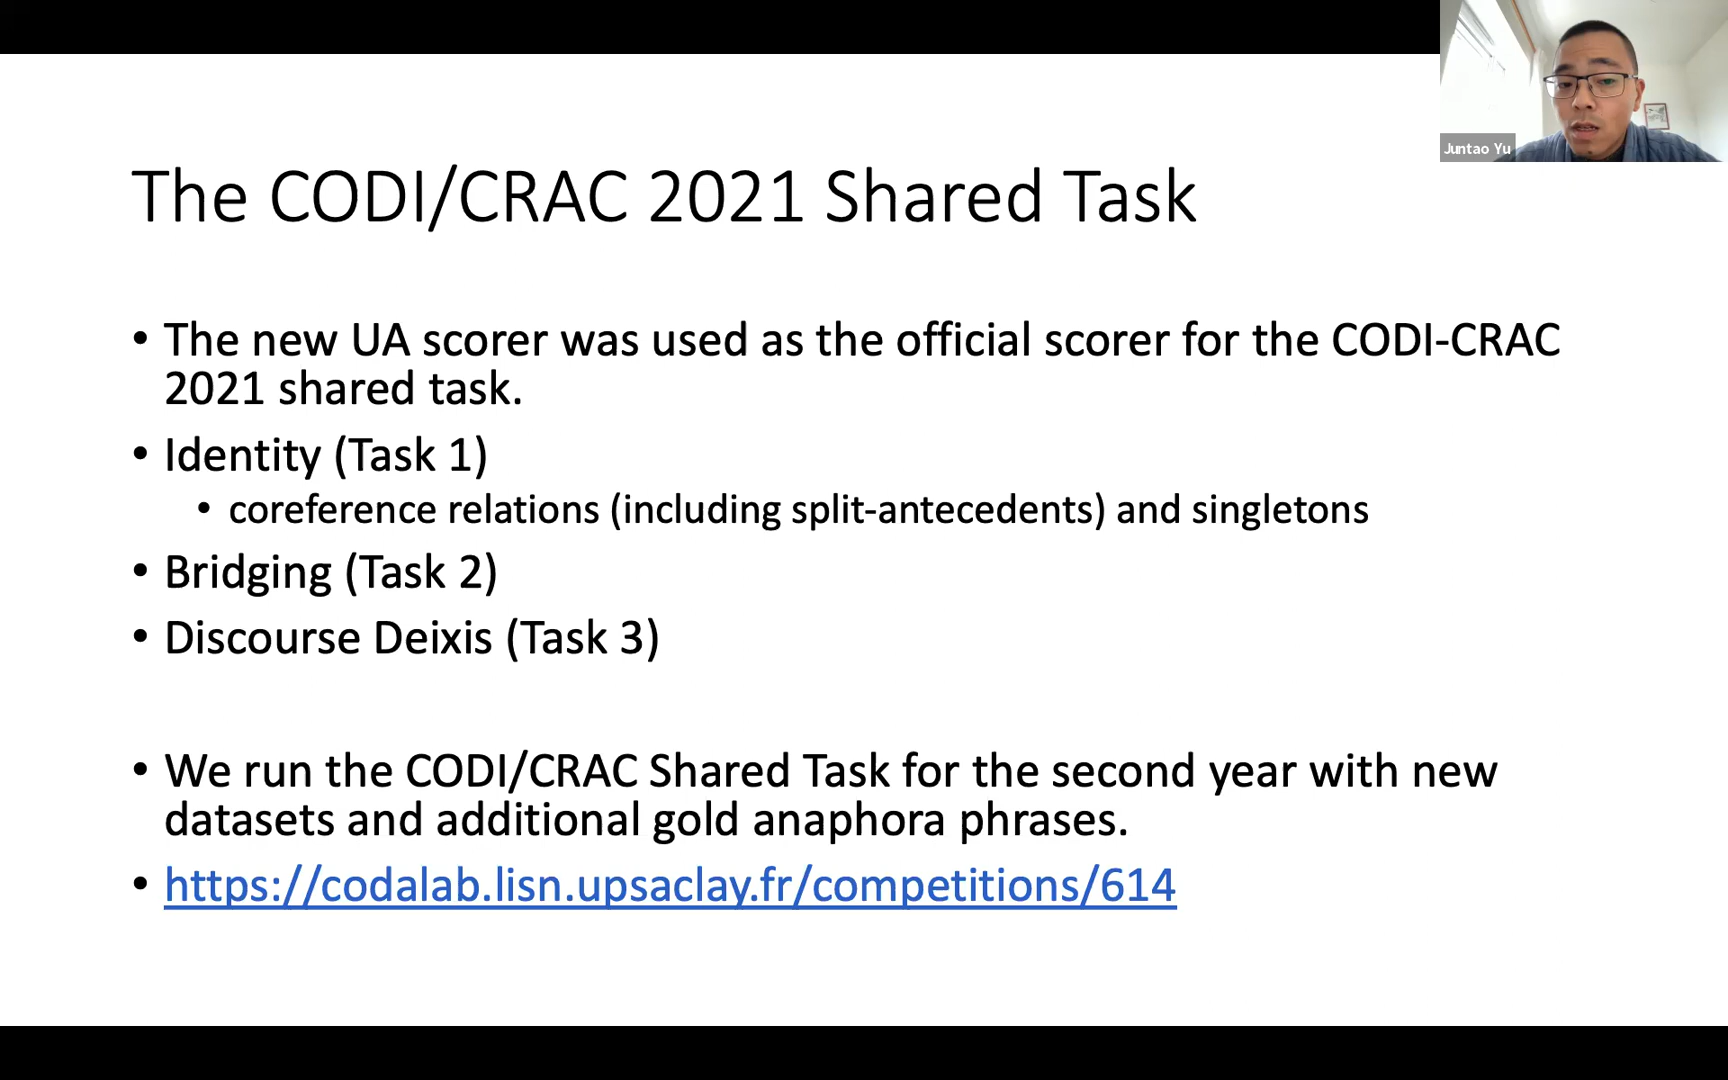 Juntao Yu
The CODI/CRAC 2021 Shared Task
• The new UA scorer was used as the official scorer for the CODI-CRAC
2021 shared task.
• Identity (Task 1)
• coreference relations (including split-antecedents) and singletons
• Bridging (Task 2)
• Discourse Deixis (Task 3)
• We run the CODI/CRAC Shared Task for the second year with new
datasets and additional gold anaphora phrases.
• https://codalab.lisn.upsaclay.fr/competitions/614